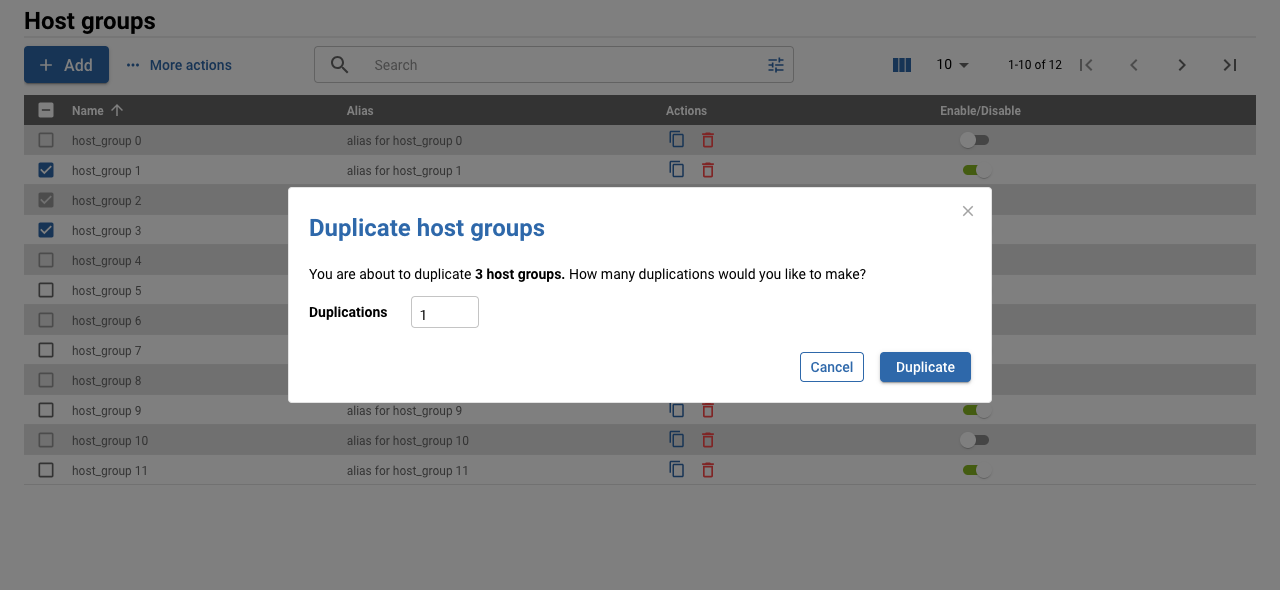 Host groups
Add
More actions
Search
10
1-10 of 12
Name Alias Actions Enable/Disable
host_group 0 alias for host_group 0
host_group 1 alias for host_group 1
host_group 2
host_group 3
host_group 4
host_group 5
host_group 6
host_group 7
host_group 8
host_group 9 alias for host_group 9
host_group 10 alias for host_group 10
host_group 11 alias for host_group 11
Duplicate host groups
You are about to duplicate 3 host groups. How many duplications would you like to make?
Duplications 1
Cancel Duplicate